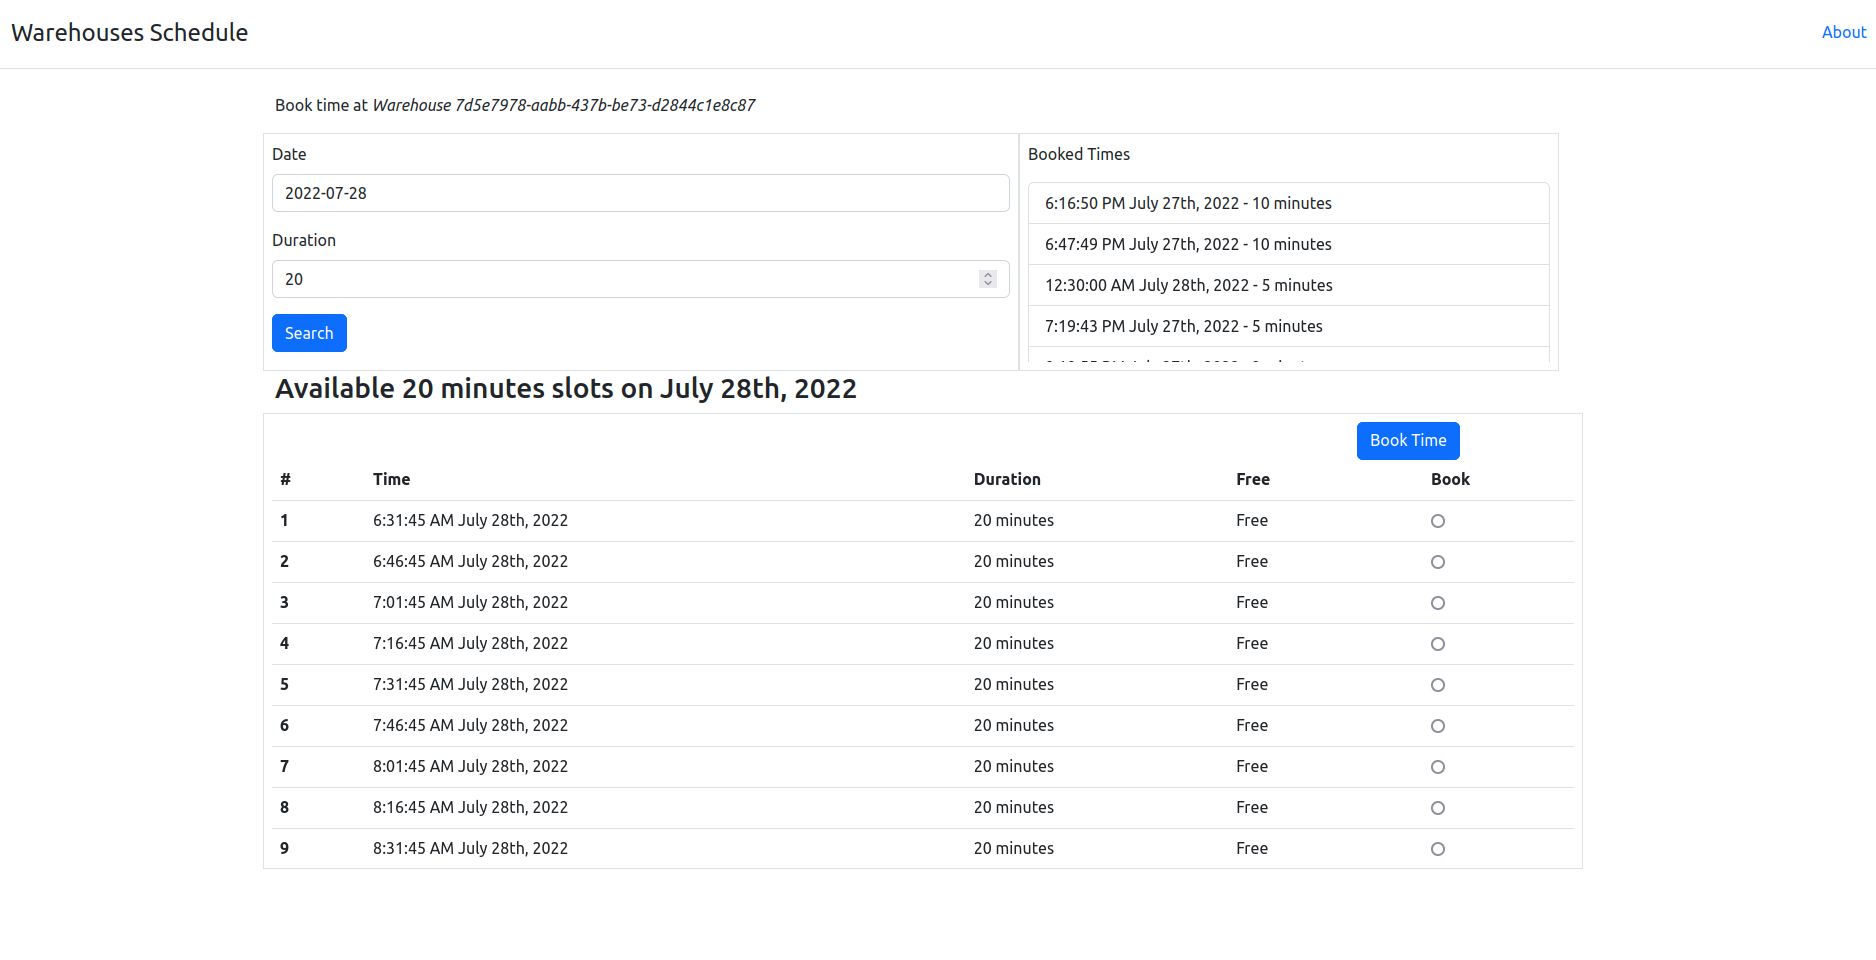 Warehouses Schedule
About
Book time at Warehouse 7d5e7978-aabb-437b-be73-d2844c1e8c87
Date
2022-07-28
Duration
20
Search
Booked Times
6:16:50 PM July 27th, 2022 - 10 minutes
6:47:49 PM July 27th, 2022 - 10 minutes
12:30:00 AM July 28th, 2022 - 5 minutes
7:19:43 PM July 27th, 2022 - 5 minutes
Available 20 minutes slots on July 28th, 2022
Book Time
# Time Duration Free Book
1 6:31:45 AM July 28th, 2022 20 minutes Free
2 6:46:45 AM July 28th, 2022 20 minutes Free
3 7:01:45 AM July 28th, 2022 20 minutes Free
4 7:16:45 AM July 28th, 2022 20 minutes Free
5 7:31:45 AM July 28th, 2022 20 minutes Free
6 7:46:45 AM July 28th, 2022 20 minutes Free
7 8:01:45 AM July 28th, 2022 20 minutes Free
8 8:16:45 AM July 28th, 2022 20 minutes Free
9 8:31:45 AM July 28th, 2022 20 minutes Free